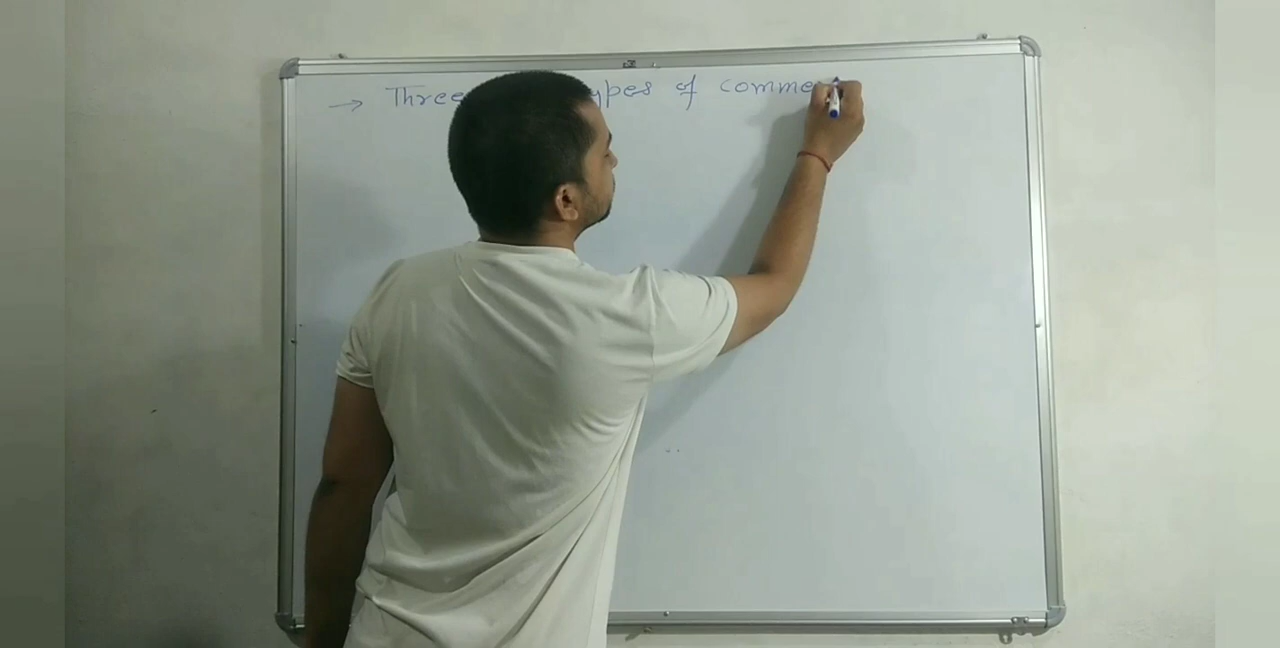 → Three ypes of comme